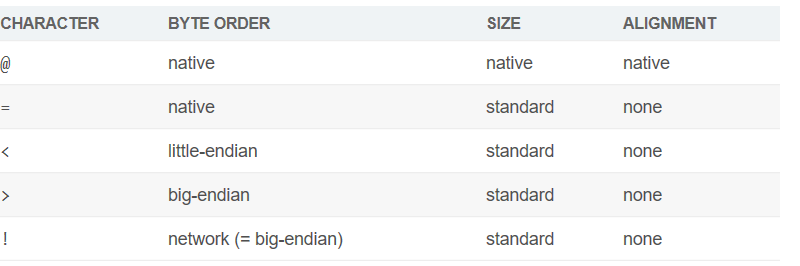 CHARACTER BYTE ORDER SIZE ALIGNMENT
@ native native native
= native standard none
< little-endian standard none
> big-endian standard none
! network (= big-endian) standard none